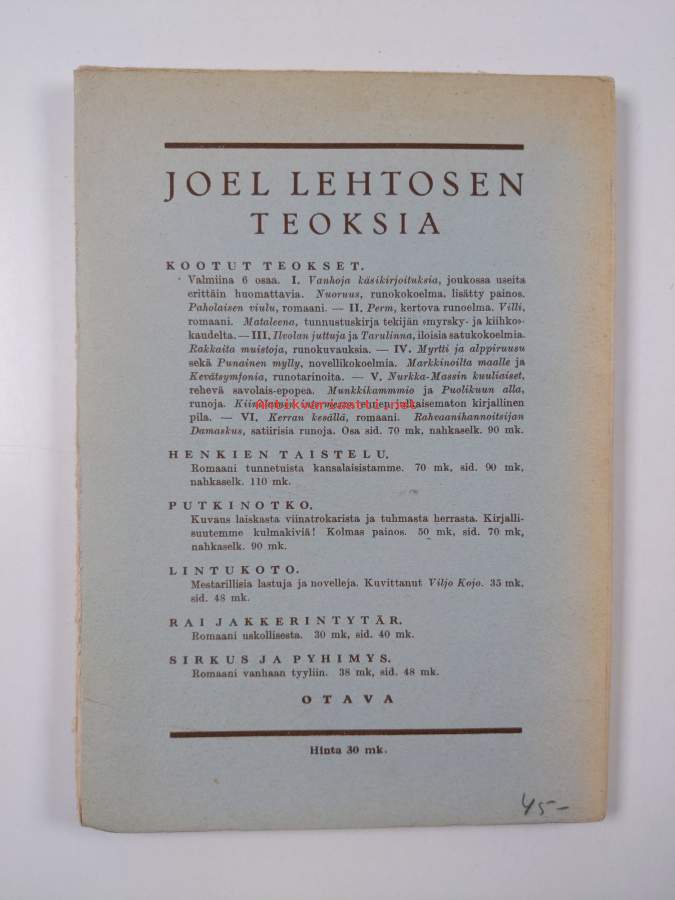 JOEL LEHTOSEN
TEOKSIA
KOOTUT TEOKSET.
Valmiina 6 osaa. I. Vanhoja käsikirjoituksia, joukossa useita
erittäin huomattavia. Nuoruus, runokokoelma, lisätty painos.
Paholaisen viulu, romaani. — II. Perm, kertova runoelma. Villi,
romaani. Mataleena, tunnustuskirja tekijän »myrsky- ja kiihko»-
kaudelta. — III. Ilvolan juttuja ja Tarulinna, iloisia satukokoelmia.
Rakkaita muistoja, runokuvauksia. — IV. Myrtti ja alppiruusu
sekä Punainen mylly, novellikokoelmia. Markkinoilta maalle ja
Kevätsymfonia, runotarinoita. — V. Nurkka-Massin kuuliaiset,
rehevä savolais-epopea. Munkkikammio ja Puolikuun alla,
runoja. intermezzo, kirjallinen
Antikvariaatti.net
pila. — VI. Kerran kesällä, romaani. Rahvaanihannoitsijan
Damaskus, satiirisia runoja. Osa sid. 70 mk, nahkaselk. 90 mk.
HENKIEN TAISTELU.
Romaani tunnetuista kansalaisistamme. 70 mk, sid. 90 mk,
nahkaselk. 110 mk.
PUTKINOTKO.
Kuvaus laiskasta viinatrokarista ja tuhmasta herrasta. Kirjalli-
suutemme kulmakiviä! Kolmas painos. 50 mk, sid. 70 mk,
nahkaselk. 90 mk.
LINTUKOTO.
Mestarillisia lastuja ja novelleja. Kuvittanut Viljo Kojo. 35 mk,
sid. 48 mk.
RAI JAKKERINTYTÄR.
Romaani uskollisesta. 30 mk, sid. 40 mk.
SIRKUS JA PYHIMYS.
Romaani vanhaan tyyliin. 38 mk, sid. 48 mk.
OTAVA
Hinta 30 mk.
45-